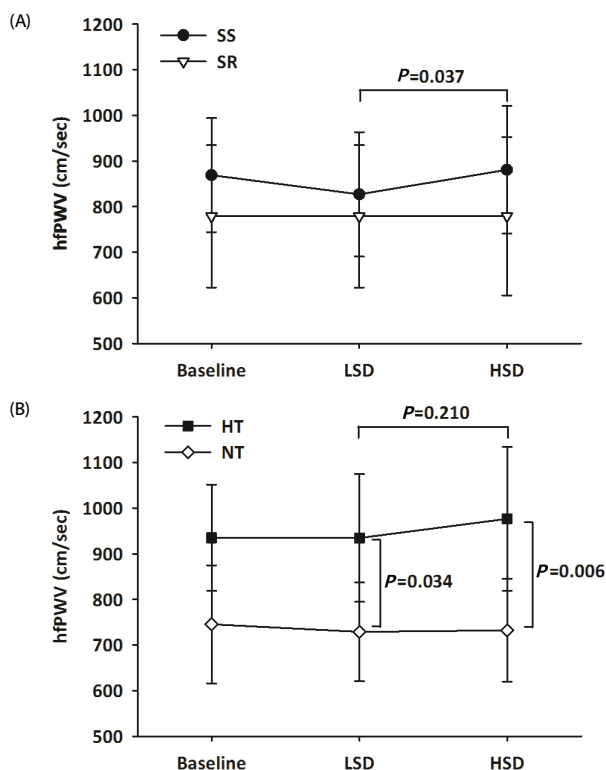 (A)
1200
1100
1000
900
800
700
600
500
hfPWV (cm/sec)
SS
SR
P=0.037
Baseline LSD HSD
(B)
1200
1100
1000
900
800
700
600
500
hfPWV (cm/sec)
HT
NT
P=0.210
P=0.034
P=0.006
Baseline LSD HSD